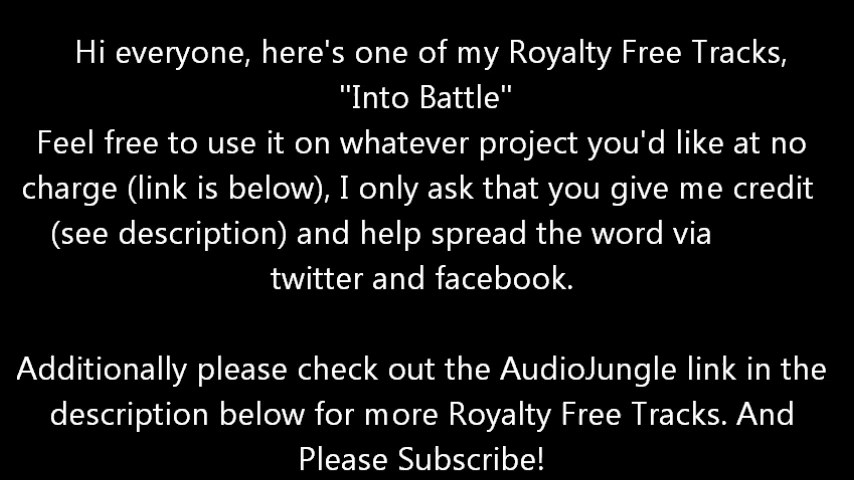 Hi everyone, here's one of my Royalty Free Tracks,
"Into Battle"
Feel free to use it on whatever project you'd like at no
charge (link is below), I only ask that you give me credit
(see description) and help spread the word via
twitter and facebook.
Additionally please check out the AudioJungle link in the
description below for more Royalty Free Tracks. And
Please Subscribe!